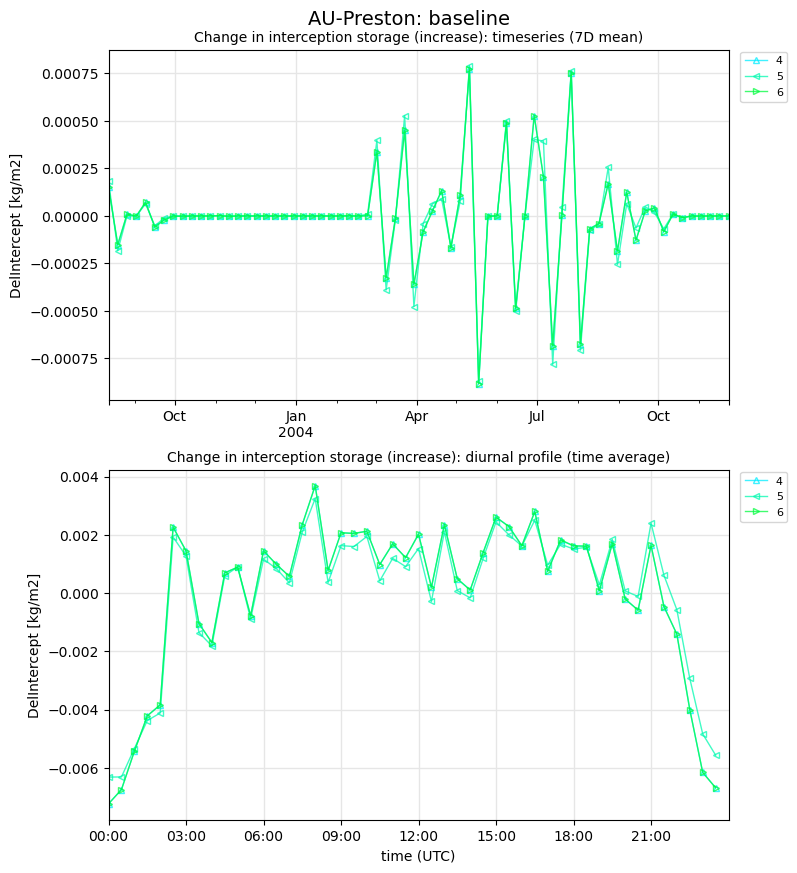 AU-Preston: baseline
Change in interception storage (increase): timeseries (7D mean)
DelIntercept [kg/m2]
0.00075
0.00050
0.00025
0.00000
−0.00025
−0.00050
−0.00075
Oct
Jan
2004
Apr
Jul
Oct
4
5
6
Change in interception storage (increase): diurnal profile (time average)
DelIntercept [kg/m2]
0.004
0.002
0.000
−0.002
−0.004
−0.006
00:00
03:00
06:00
09:00
12:00
15:00
18:00
21:00
time (UTC)
4
5
6